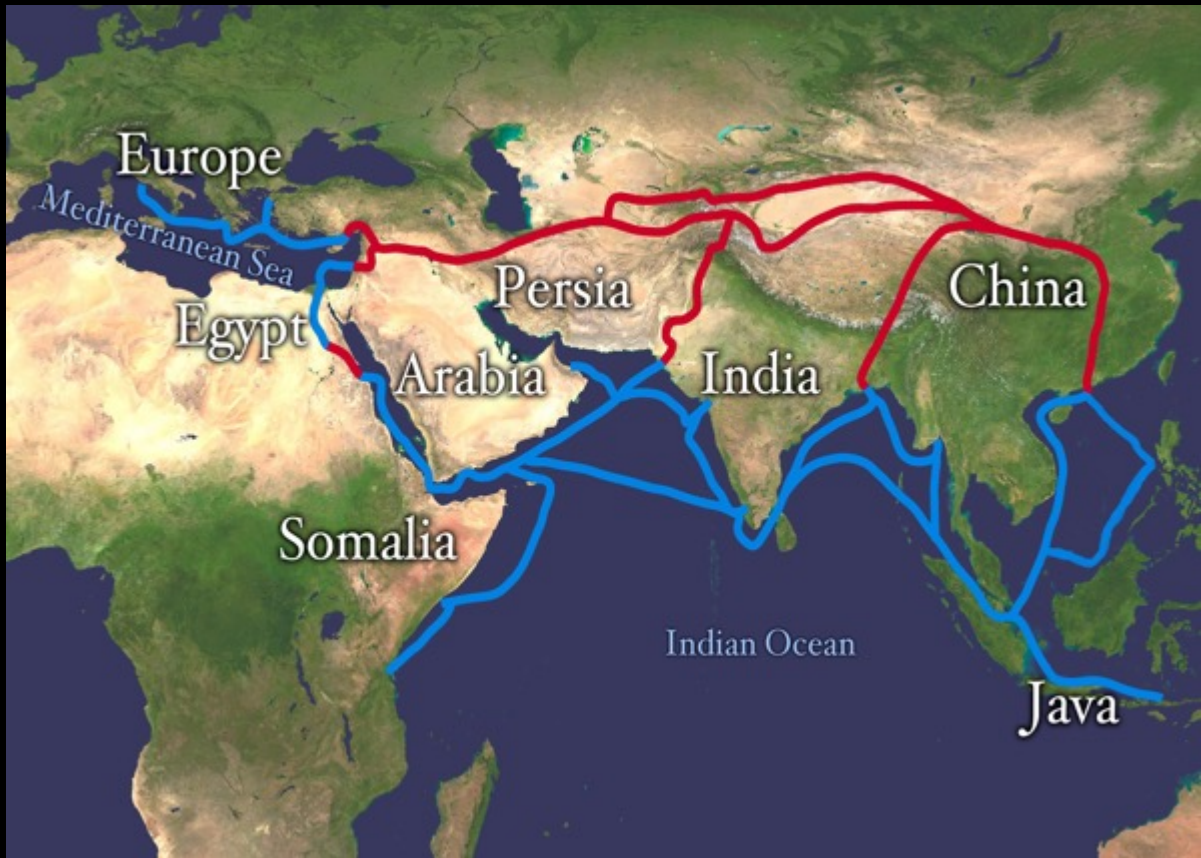 Europe
Mediterranean Sea
Egypt
Persia
China
Arabia
India
Somalia
Indian Ocean
Java